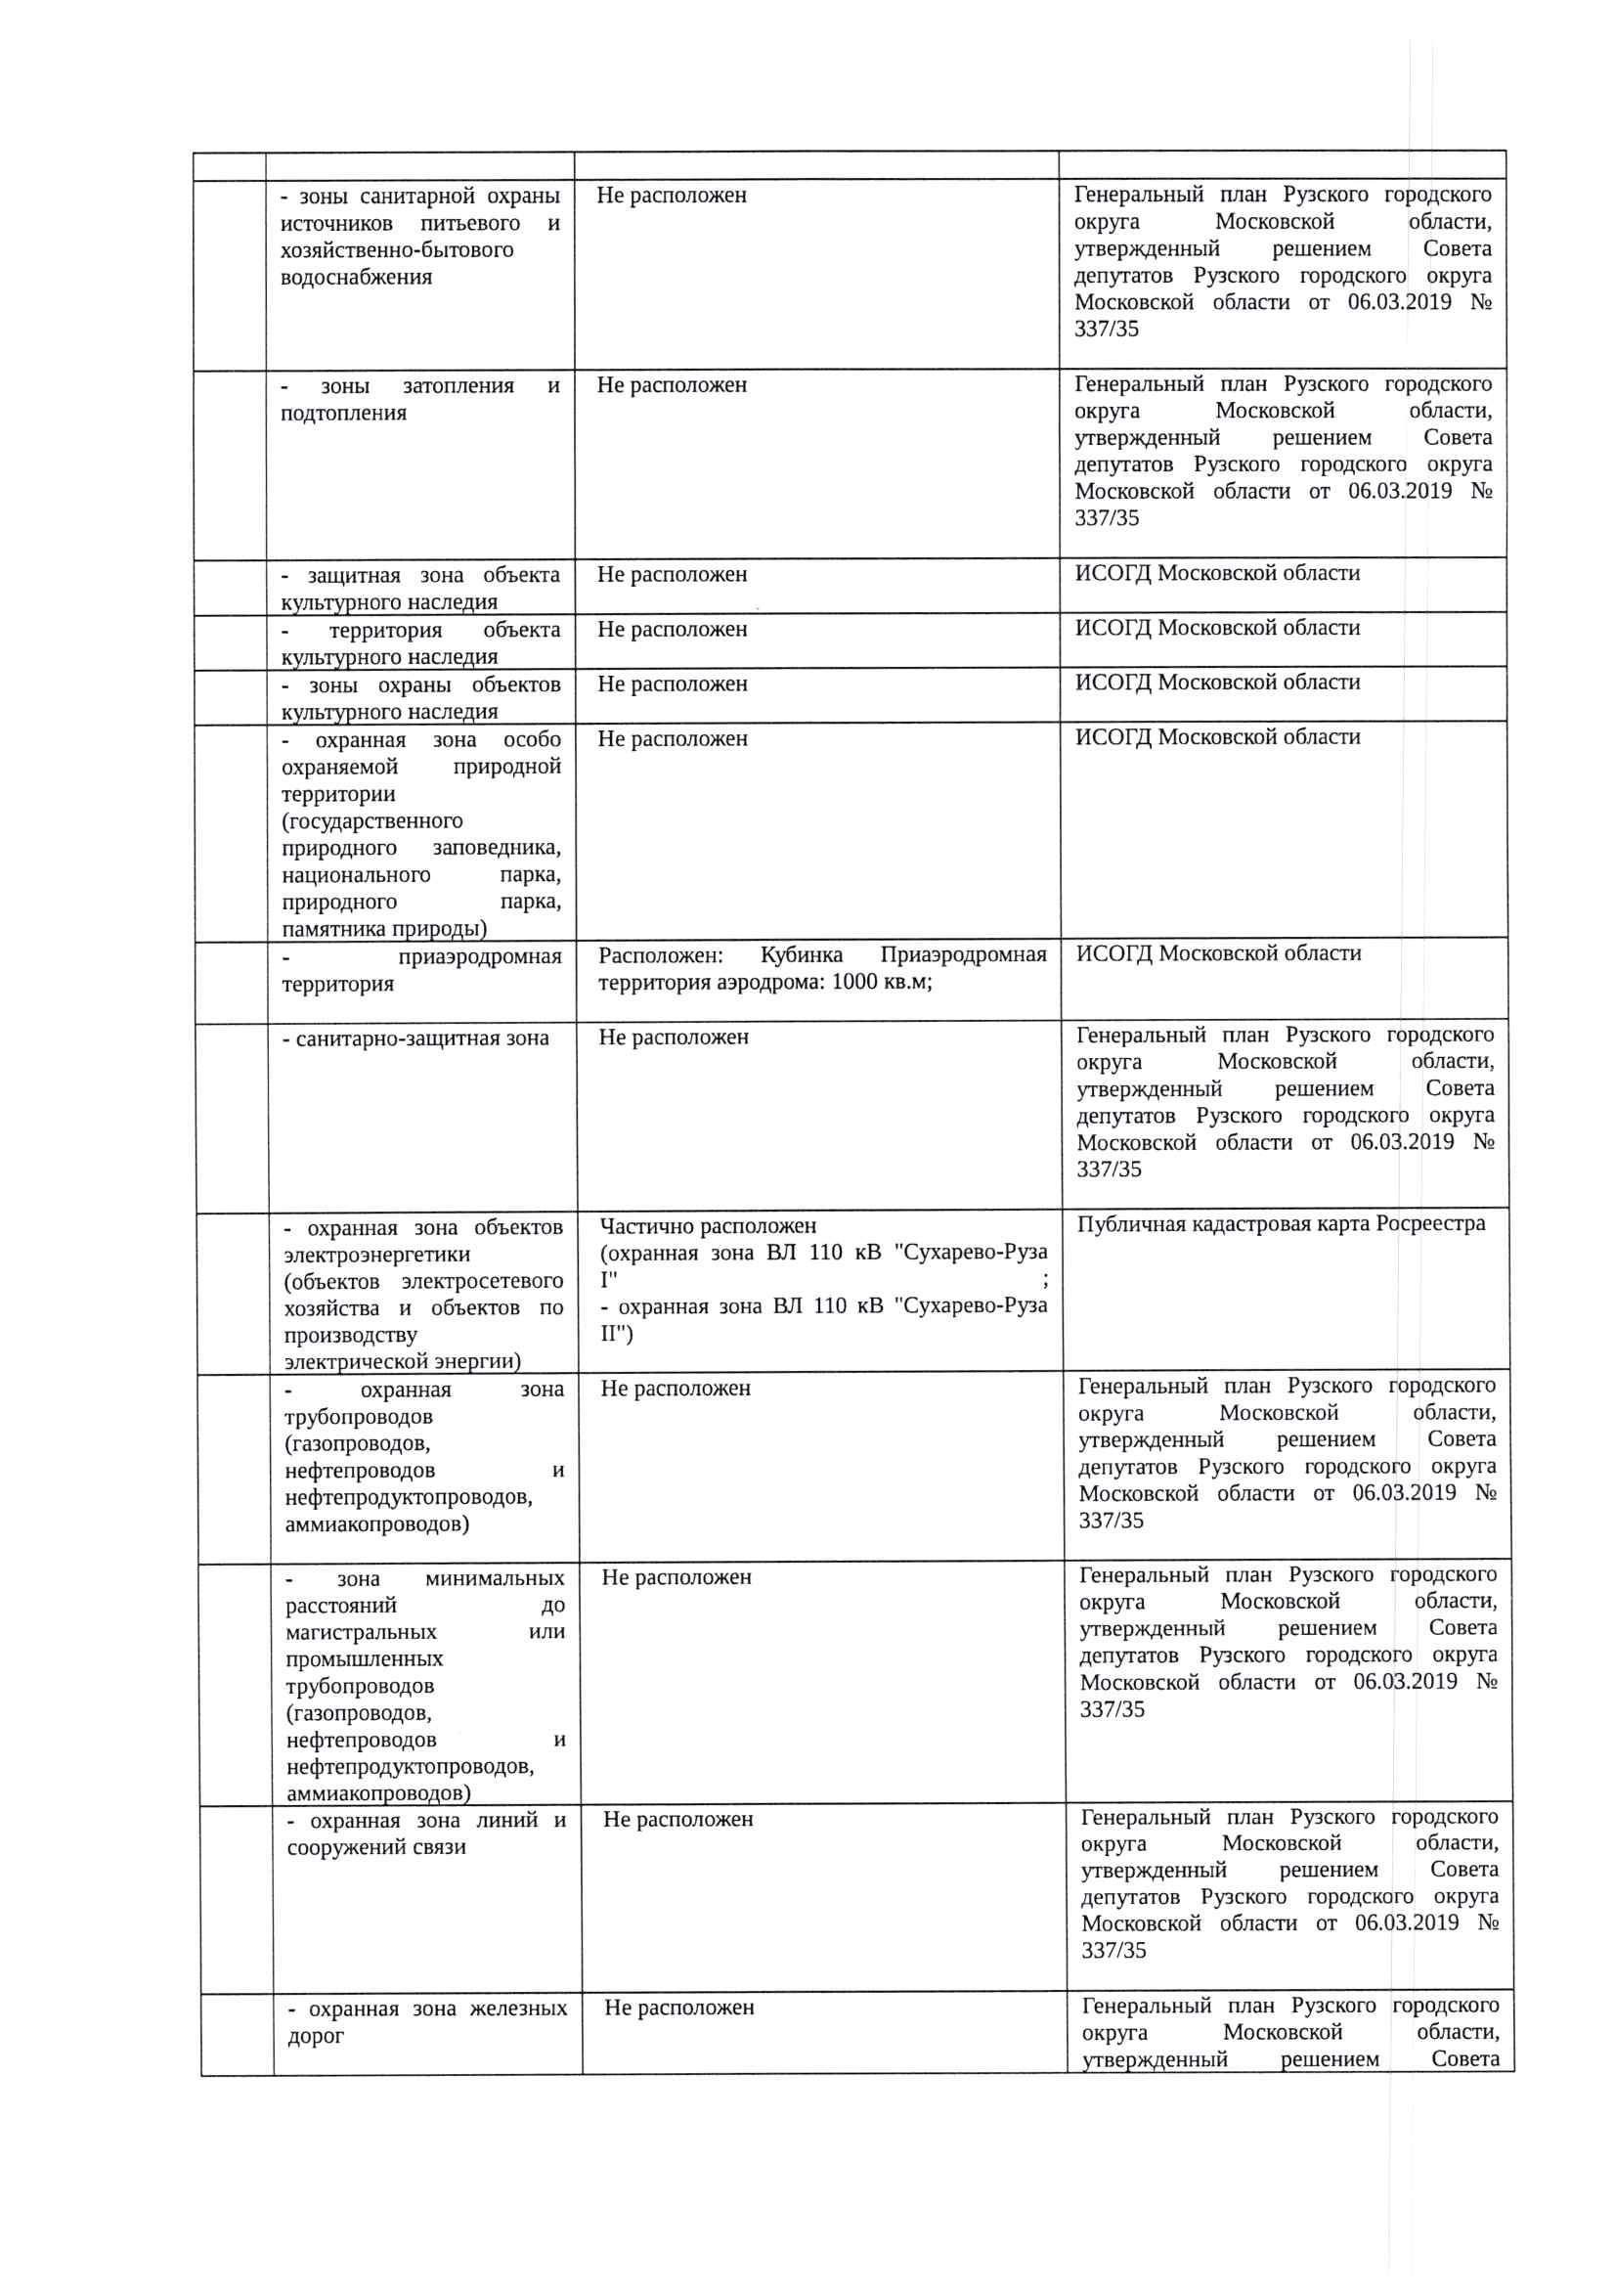 - зоны санитарной охраны
источников питьевого и
хозяйственно-бытового
водоснабжения
Не расположен
Генеральный план Рузского городского
округа Московской области,
утвержденный решением Совета
депутатов Рузского городского округа
Московской области от 06.03.2019 №
337/35
- зоны затопления и
подтопления
Не расположен
Генеральный план Рузского городского
округа Московской области,
утвержденный решением Совета
депутатов Рузского городского округа
Московской области от 06.03.2019 №
337/35
- защитная зона объекта
культурного наследия
Не расположен
ИСОГД Московской области
- территория объекта
культурного наследия
Не расположен
ИСОГД Московской области
- зоны охраны объектов
культурного наследия
Не расположен
ИСОГД Московской области
- охранная зона особо
охраняемой природной
территории
(государственного
природного заповедника,
национального парка,
природного парка,
памятника природы)
Не расположен
ИСОГД Московской области
- приаэродромная
территория
Расположен: Кубинка Приаэродромная
территория аэродрома: 1000 кв.м;
ИСОГД Московской области
- санитарно-защитная зона
Не расположен
Генеральный план Рузского городского
округа Московской области,
утвержденный решением Совета
депутатов Рузского городского округа
Московской области от 06.03.2019 №
337/35
- охранная зона объектов
электроэнергетики
(объектов электросетевого
хозяйства и объектов по
производству
электрической энергии)
Частично расположен
(охранная зона ВЛ 110 кВ "Сухарево-Руза
I" ;
- охранная зона ВЛ 110 кВ "Сухарево-Руза
II")
Публичная кадастровая карта Росреестра
- охранная зона
трубопроводов
(газопроводов,
нефтепроводов и
нефтепродуктопроводов,
аммиакопроводов)
Не расположен
Генеральный план Рузского городского
округа Московской области,
утвержденный решением Совета
депутатов Рузского городского округа
Московской области от 06.03.2019 №
337/35
- зона минимальных
расстояний до
магистральных или
промышленных
трубопроводов
(газопроводов,
нефтепроводов и
нефтепродуктопроводов,
аммиакопроводов)
Не расположен
Генеральный план Рузского городского
округа Московской области,
утвержденный решением Совета
депутатов Рузского городского округа
Московской области от 06.03.2019 №
337/35
- охранная зона линий и
сооружений связи
Не расположен
Генеральный план Рузского городского
округа Московской области,
утвержденный решением Совета
депутатов Рузского городского округа
Московской области от 06.03.2019 №
337/35
- охранная зона железных
дорог
Не расположен
Генеральный план Рузского городского
округа Московской области,
утвержденный решением Совета